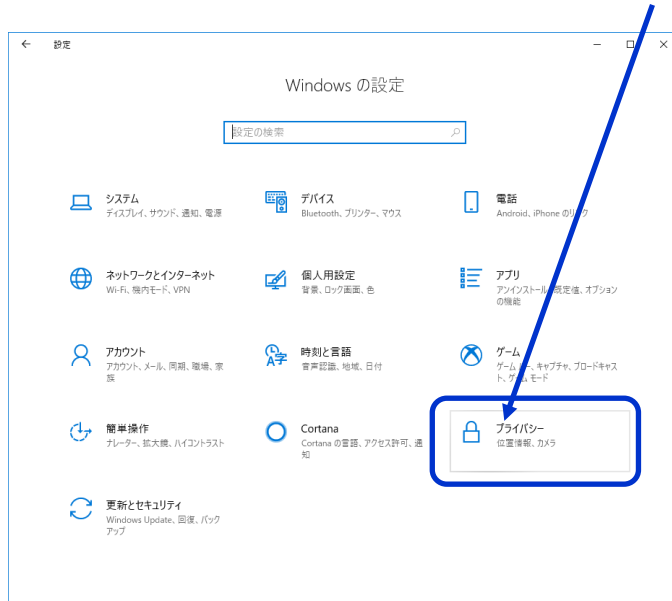 設定
Windows の設定
設定の検索
システム
ディスプレイ、サウンド、通知、電源
デバイス
Bluetooth、プリンター、マウス
電話
Android、iPhone のリンク
ネットワークとインターネット
Wi-Fi、機内モード、VPN
個人用設定
背景、ロック画面、色
アプリ
アンインストール、既定値、オプション
の機能
アカウント
アカウント、メール、同期、職場、家
族
時刻と言語
音声認識、地域、日付
ゲーム
ゲーム バー、キャプチャ、ブロードキャス
ト、ゲーム モード
簡単操作
ナレーター、拡大鏡、ハイコントラスト
Cortana
Cortana の言語、アクセス許可、通
知
プライバシー
位置情報、カメラ
更新とセキュリティ
Windows Update、回復、バック
アップ